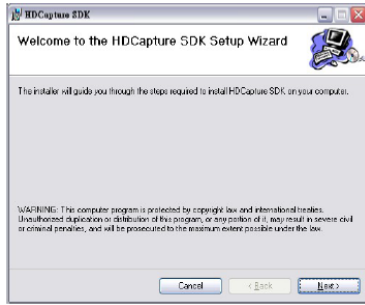 HDCapture SDK
Welcome to the HDCapture SDK Setup Wizard
The installer will guide you through the steps required to install HDCapture SDK on your computer.
WARNING: This computer program is protected by copyright law and international treaties.
Unauthorized duplication or distribution of this program, or any portion of it, may result in severe civil
or criminal penalties, and will be prosecuted to the maximum extent possible under the law.
Cancel < Back Next >